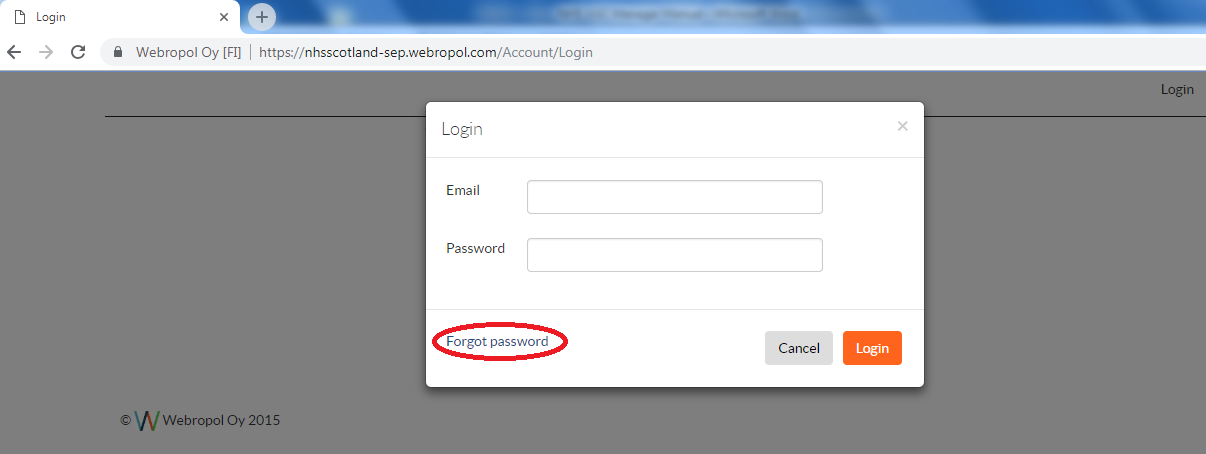 Login
Webropol Oy [FI] | https://nhsscotland-sep.webropol.com/Account/Login
Login
Login
Email
Password
Forgot password
Cancel
Login
© Webropol Oy 2015